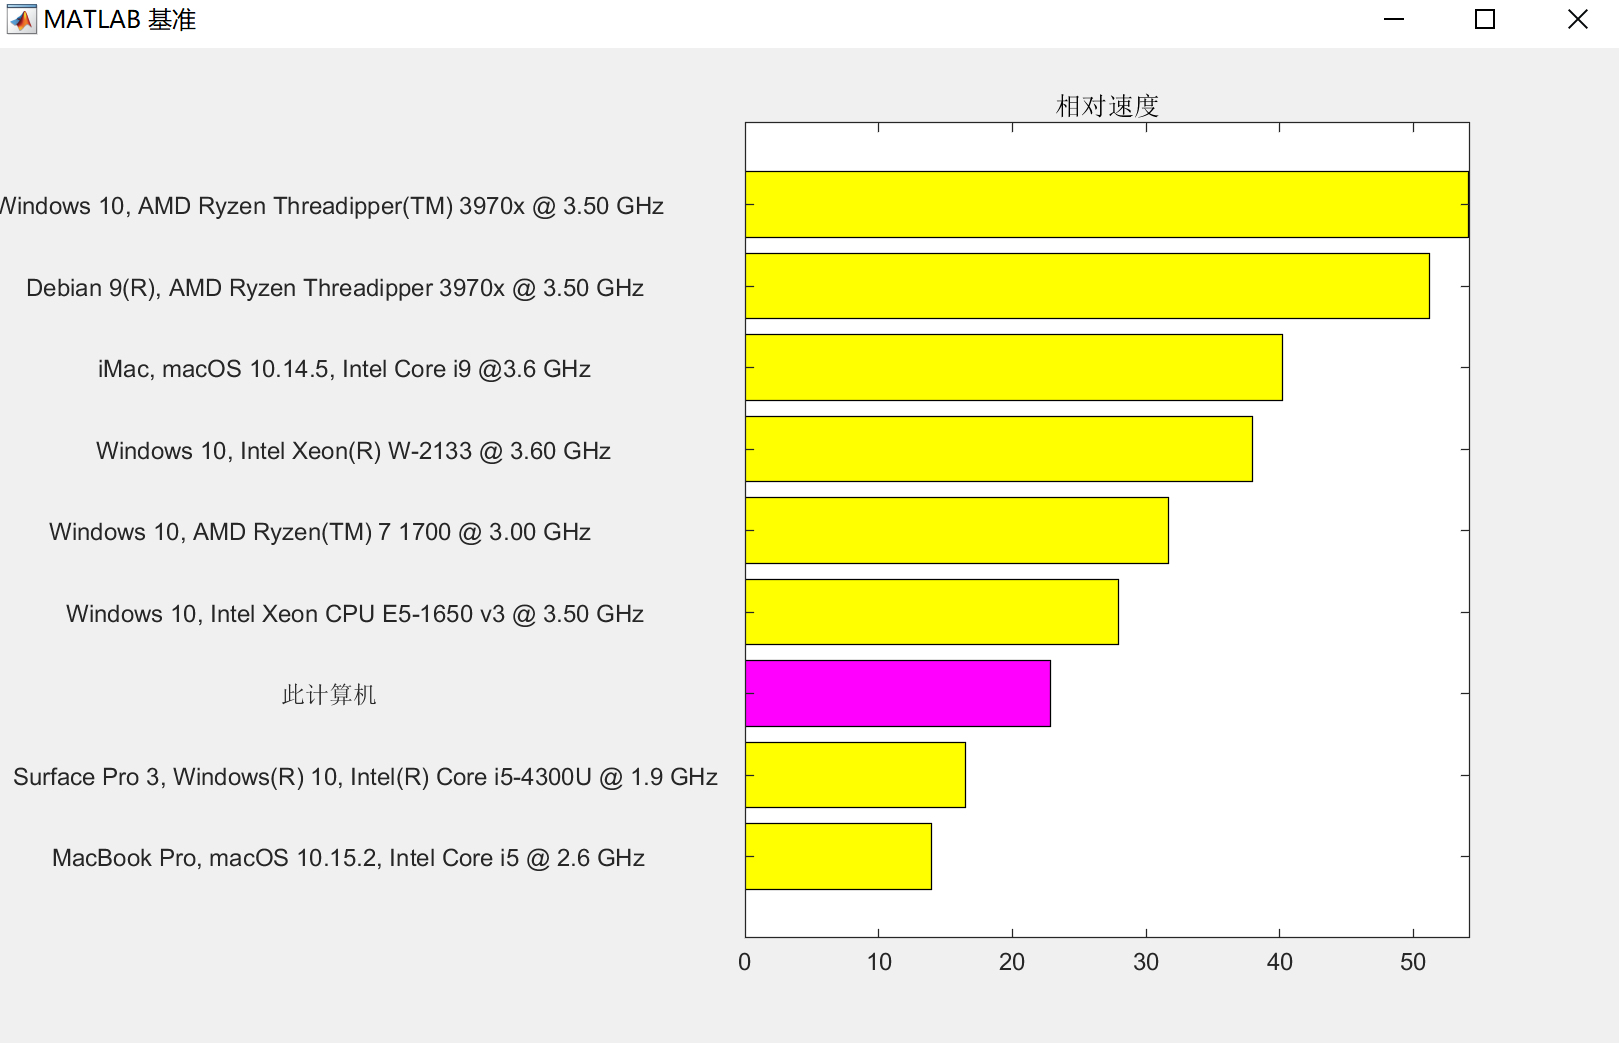 MATLAB 基准
相对速度
Windows 10, AMD Ryzen Threadipper(TM) 3970x @ 3.50 GHz
Debian 9(R), AMD Ryzen Threadipper 3970x @ 3.50 GHz
iMac, macOS 10.14.5, Intel Core i9 @3.6 GHz
Windows 10, Intel Xeon(R) W-2133 @ 3.60 GHz
Windows 10, AMD Ryzen(TM) 7 1700 @ 3.00 GHz
Windows 10, Intel Xeon CPU E5-1650 v3 @ 3.50 GHz
此计算机
Surface Pro 3, Windows(R) 10, Intel(R) Core i5-4300U @ 1.9 GHz
MacBook Pro, macOS 10.15.2, Intel Core i5 @ 2.6 GHz
0 10 20 30 40 50